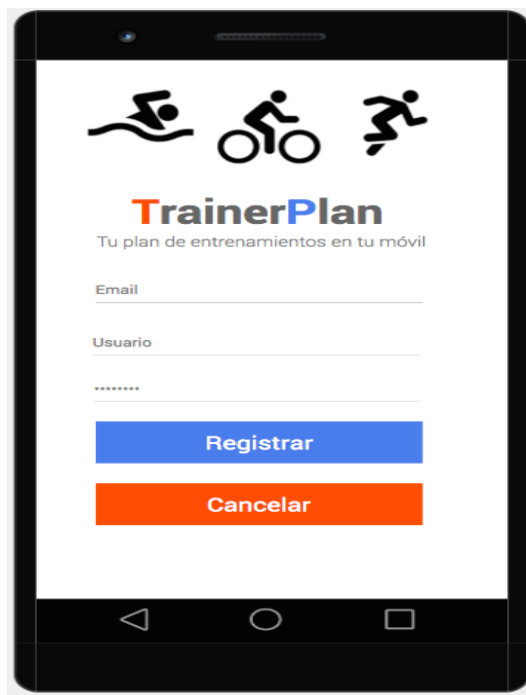 TrainerPlan
Tu plan de entrenamientos en tu móvil
Email
Usuario
········
Registrar
Cancelar